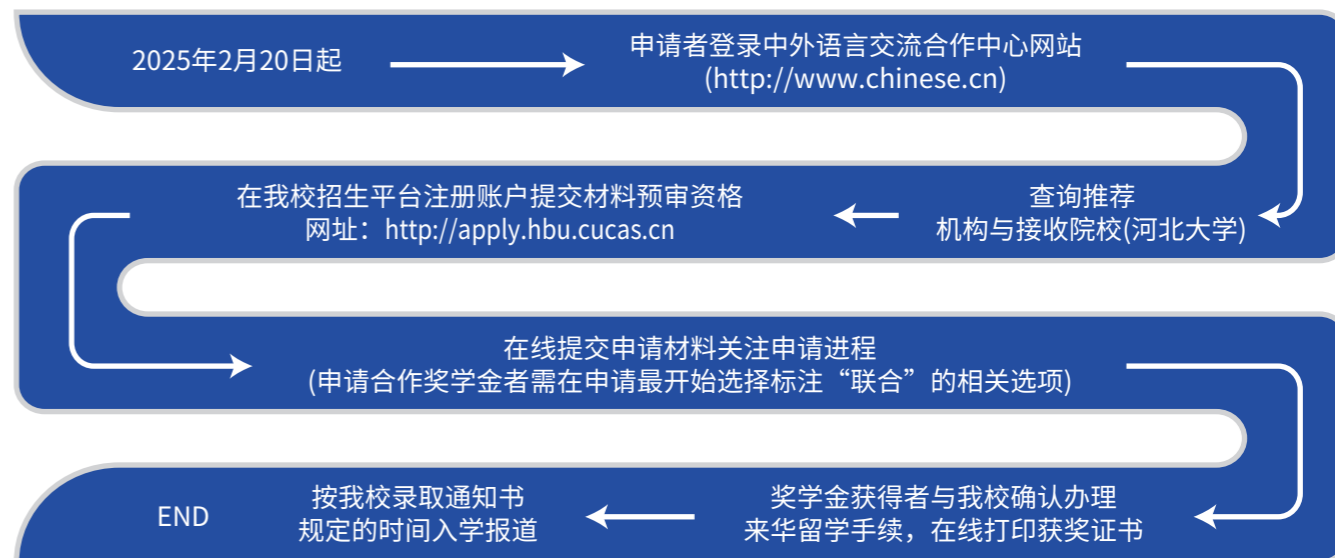 2025年2月20日起
申请者登录中外语言交流合作中心网站
(http://www.chinese.cn)
查询推荐
机构与接收院校(河北大学)
在我校招生平台注册账户提交材料预审资格
网址：http://apply.hbu.cucas.cn
在线提交申请材料关注申请进程
(申请合作奖学金者需在申请最开始选择标注“联合”的相关选项)
奖学金获得者与我校确认办理
来华留学手续，在线打印获奖证书
按我校录取通知书
规定的时间入学报道
END